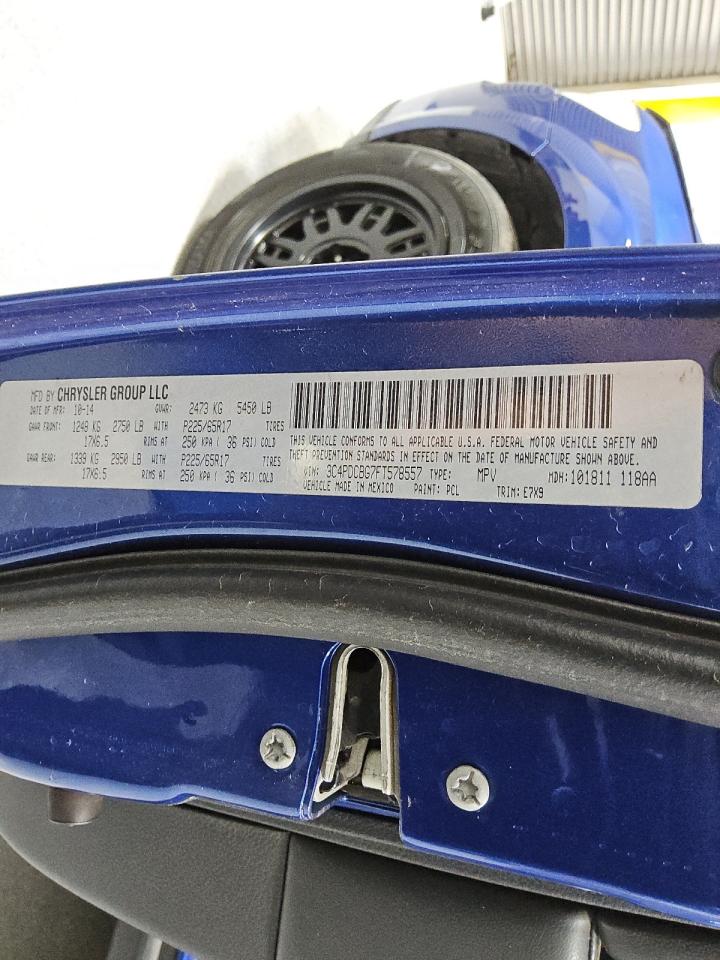 MFD BY CHRYSLER GROUP LLC
DATE OF MFR: 10-14 GVWR: 2473 KG 5450 LB
GAWR FRONT: 1249 KG 2750 LB WITH P225/65R17 TIRES
17X6.5 RIMS AT 250 KPA ( 36 PSI) COLD
GAWR REAR: 1339 KG 2950 LB WITH P225/65R17 TIRES
17X6.5 RIMS AT 250 KPA ( 36 PSI) COLD
THIS VEHICLE CONFORMS TO ALL APPLICABLE U.S.A. FEDERAL MOTOR VEHICLE SAFETY AND
THEFT PREVENTION STANDARDS IN EFFECT ON THE DATE OF MANUFACTURE SHOWN ABOVE.
VIN: 3C4PDCBG7FT578557 TYPE: MPV MDH:101811 118AA
VEHICLE MADE IN MEXICO PAINT: PCL TRIM: E7X9